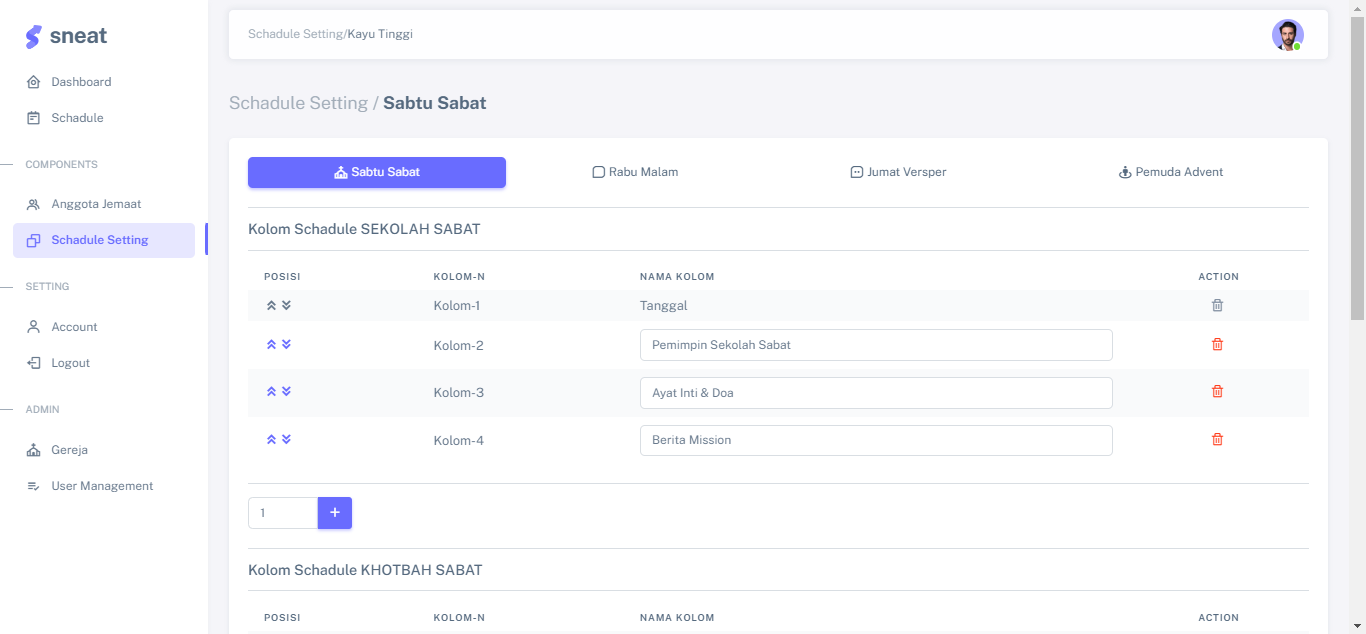 sneat
Dashboard
Schadule
COMPONENTS
Anggota Jemaat
Schadule Setting
SETTING
Account
Logout
ADMIN
Gereja
User Management
Schadule Setting/Kayu Tinggi
Schadule Setting / Sabtu Sabat
Sabtu Sabat Rabu Malam Jumat Versper Pemuda Advent
Kolom Schadule SEKOLAH SABAT
POSISI KOLOM-N NAMA KOLOM ACTION
Kolom-1 Tanggal
Kolom-2 Pemimpin Sekolah Sabat
Kolom-3 Ayat Inti & Doa
Kolom-4 Berita Mission
1 +
Kolom Schadule KHOTBAH SABAT
POSISI KOLOM-N NAMA KOLOM ACTION